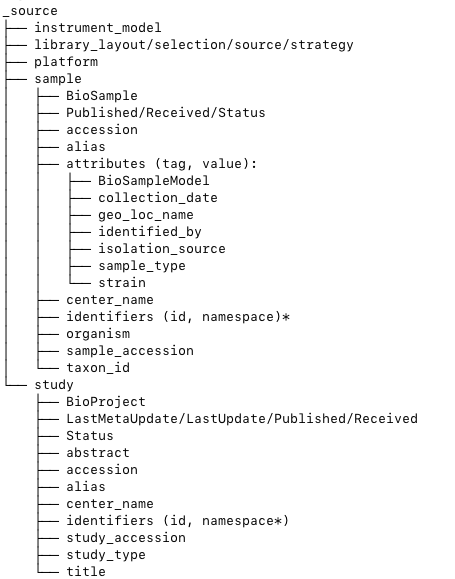 _source
├── instrument_model
├── library_layout/selection/source/strategy
├── platform
├── sample
│   ├── BioSample
│   ├── Published/Received/Status
│   ├── accession
│   ├── alias
│   ├── attributes (tag, value):
│   │   ├── BioSampleModel
│   │   ├── collection_date
│   │   ├── geo_loc_name
│   │   ├── identified_by
│   │   ├── isolation_source
│   │   ├── sample_type
│   │   └── strain
│   ├── center_name
│   ├── identifiers (id, namespace)*
│   ├── organism
│   ├── sample_accession
│   └── taxon_id
└── study
    ├── BioProject
    ├── LastMetaUpdate/LastUpdate/Published/Received
    ├── Status
    ├── abstract
    ├── accession
    ├── alias
    ├── center_name
    ├── identifiers (id, namespace*)
    ├── study_accession
    ├── study_type
    └── title